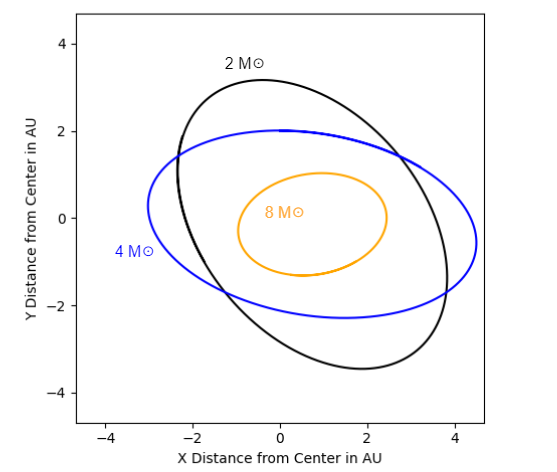 4
2 M⊙
2
8 M⊙
0
4 M⊙
−2
−4
−4 −2 0 2 4
X Distance from Center in AU
Y Distance from Center in AU